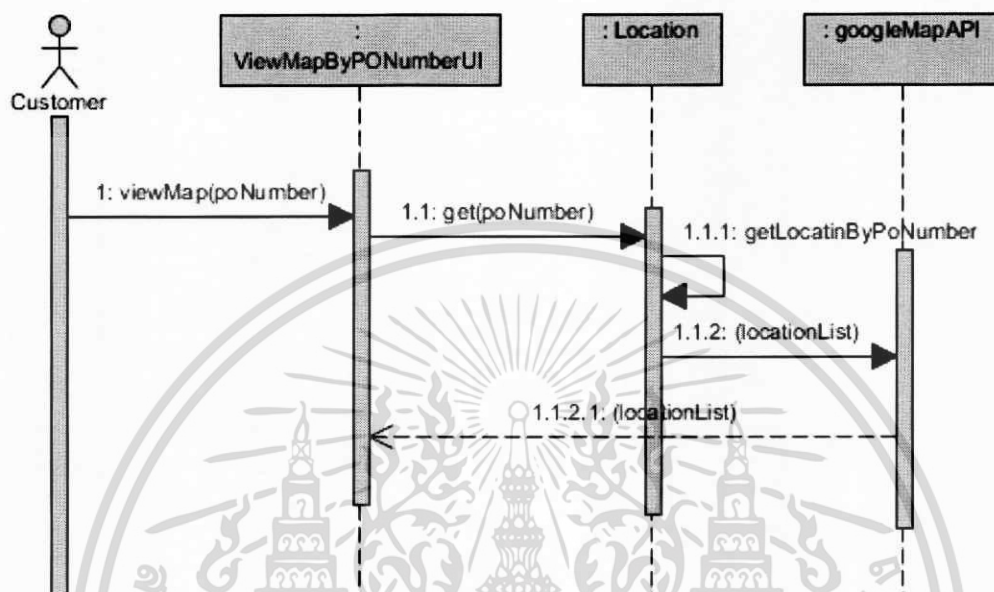 :
ViewMapByPONumberUI
: Location
: googleMapAPI
Customer
1: viewMap(poNumber)
1.1: get(poNumber)
1.1.1: getLocatinByPoNumber
1.1.2: (locationList)
1.1.2.1: (locationList)